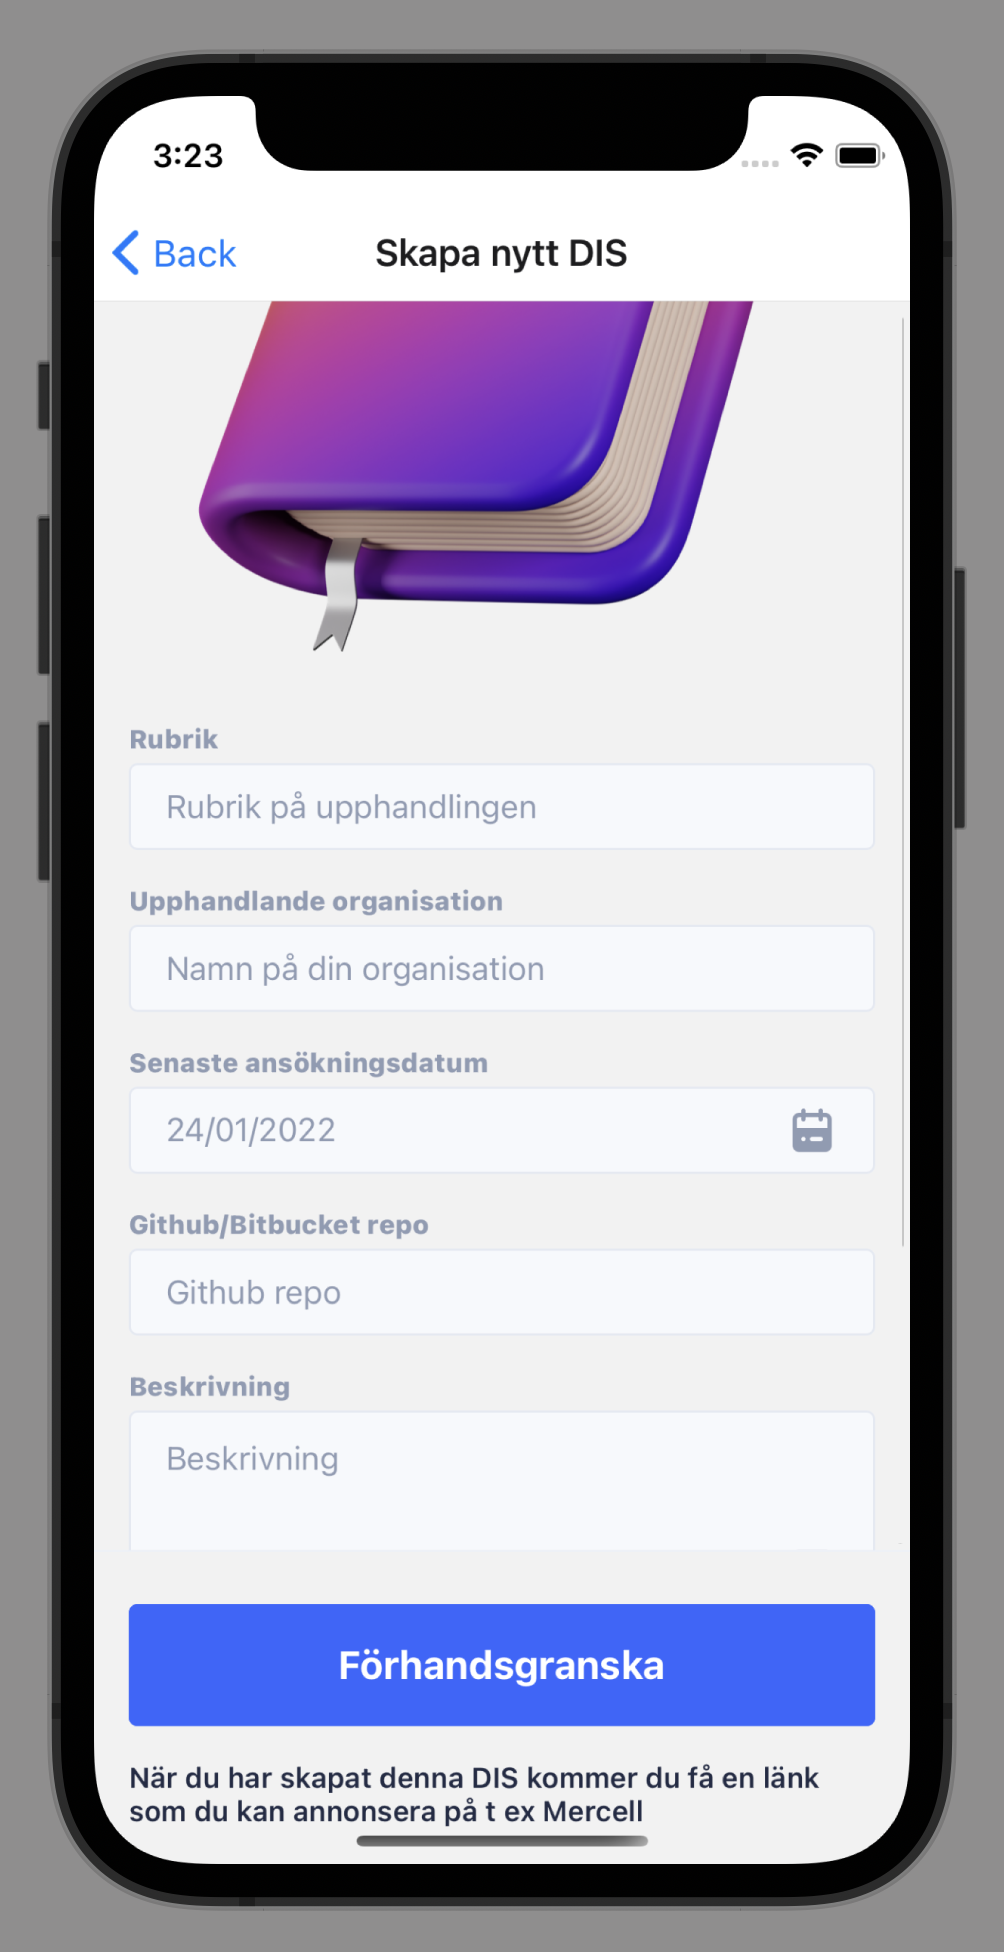 3:23
Back
Skapa nytt DIS
Rubrik
Rubrik på upphandlingen
Upphandlande organisation
Namn på din organisation
Senaste ansökningsdatum
24/01/2022
Github/Bitbucket repo
Github repo
Beskrivning
Beskrivning
Förhandsgranska
När du har skapat denna DIS kommer du få en länk
som du kan annonsera på t ex Mercell